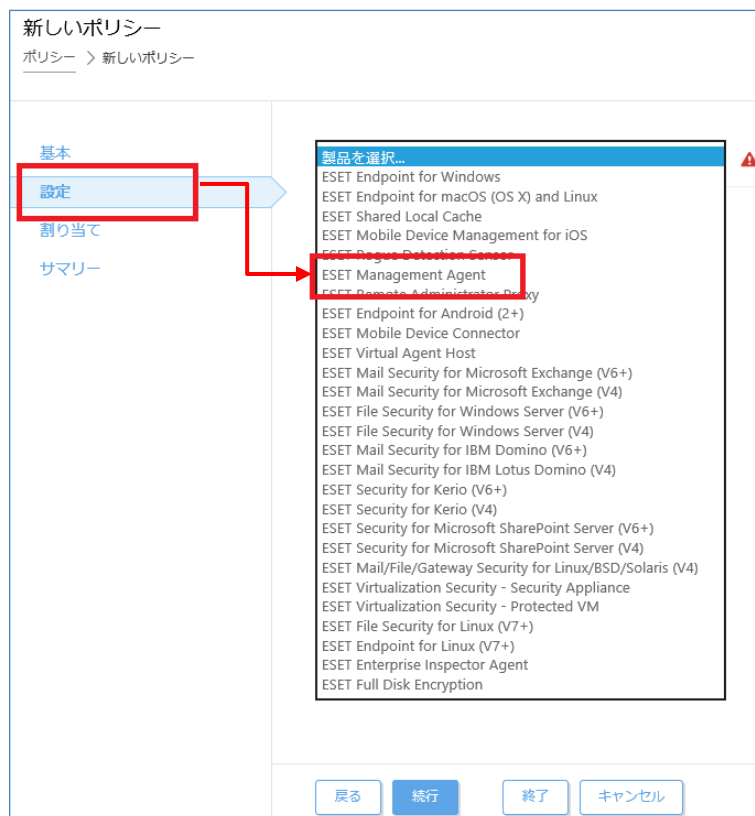 新しいポリシー
ポリシー > 新しいポリシー
基本
設定
割り当て
サマリー
製品を選択...
ESET Endpoint for Windows
ESET Endpoint for macOS (OS X) and Linux
ESET Shared Local Cache
ESET Mobile Device Management for iOS
ESET Rogue Detection Sensor
ESET Management Agent
ESET Remote Administrator Proxy
ESET Endpoint for Android (2+)
ESET Mobile Device Connector
ESET Virtual Agent Host
ESET Mail Security for Microsoft Exchange (V6+)
ESET Mail Security for Microsoft Exchange (V4)
ESET File Security for Windows Server (V6+)
ESET File Security for Windows Server (V4)
ESET Mail Security for IBM Domino (V6+)
ESET Mail Security for IBM Lotus Domino (V4)
ESET Security for Kerio (V6+)
ESET Security for Kerio (V4)
ESET Security for Microsoft SharePoint Server (V6+)
ESET Security for Microsoft SharePoint Server (V4)
ESET Mail/File/Gateway Security for Linux/BSD/Solaris (V4)
ESET Virtualization Security - Security Appliance
ESET Virtualization Security - Protected VM
ESET File Security for Linux (V7+)
ESET Endpoint for Linux (V7+)
ESET Enterprise Inspector Agent
ESET Full Disk Encryption
戻る 続行 終了 キャンセル